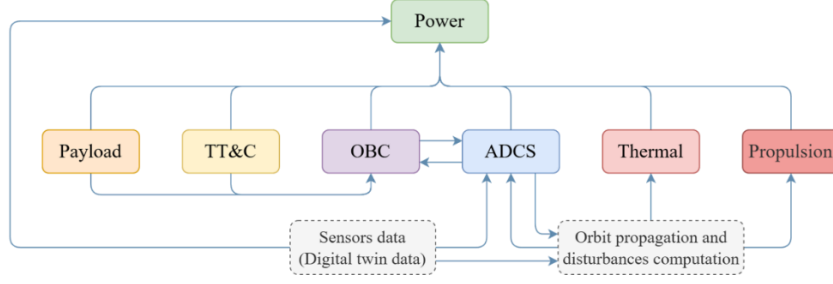 Power
Payload
TT&C
OBC
ADCS
Thermal
Propulsion
Sensors data
(Digital twin data)
Orbit propagation and
disturbances computation